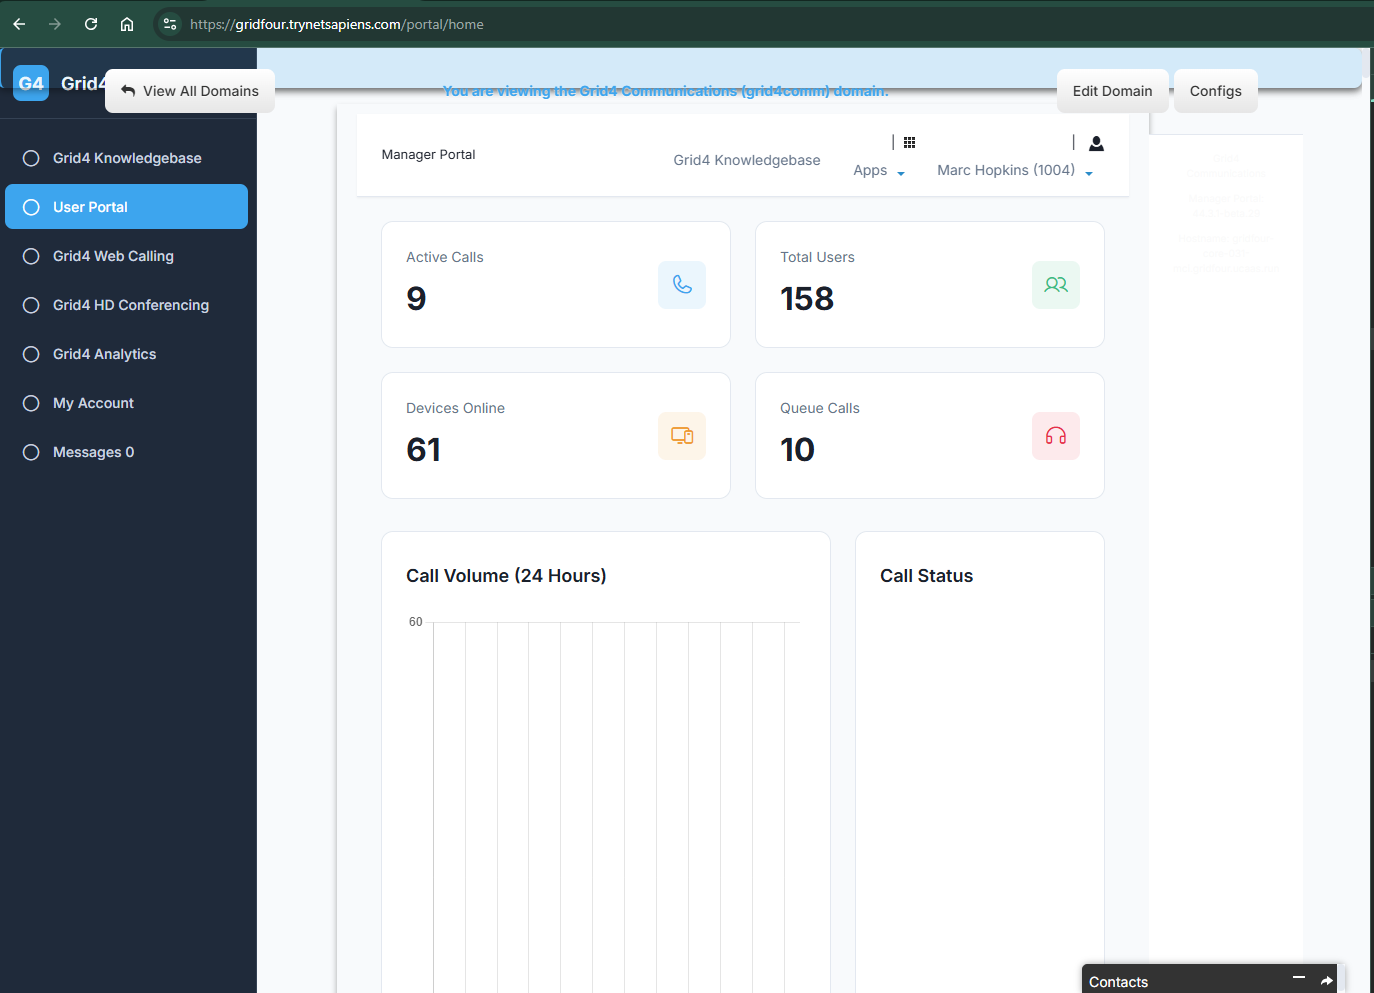 https://gridfour.trynetsapiens.com/portal/home
G4 Grid4
View All Domains
You are viewing the Grid4 Communications (grid4comm) domain.
Edit Domain
Configs
Grid4 Knowledgebase
User Portal
Grid4 Web Calling
Grid4 HD Conferencing
Grid4 Analytics
My Account
Messages 0
Manager Portal
Grid4 Knowledgebase
Apps
Marc Hopkins (1004)
Active Calls
9
Total Users
158
Devices Online
61
Queue Calls
10
Call Volume (24 Hours)
60
Call Status
Contacts